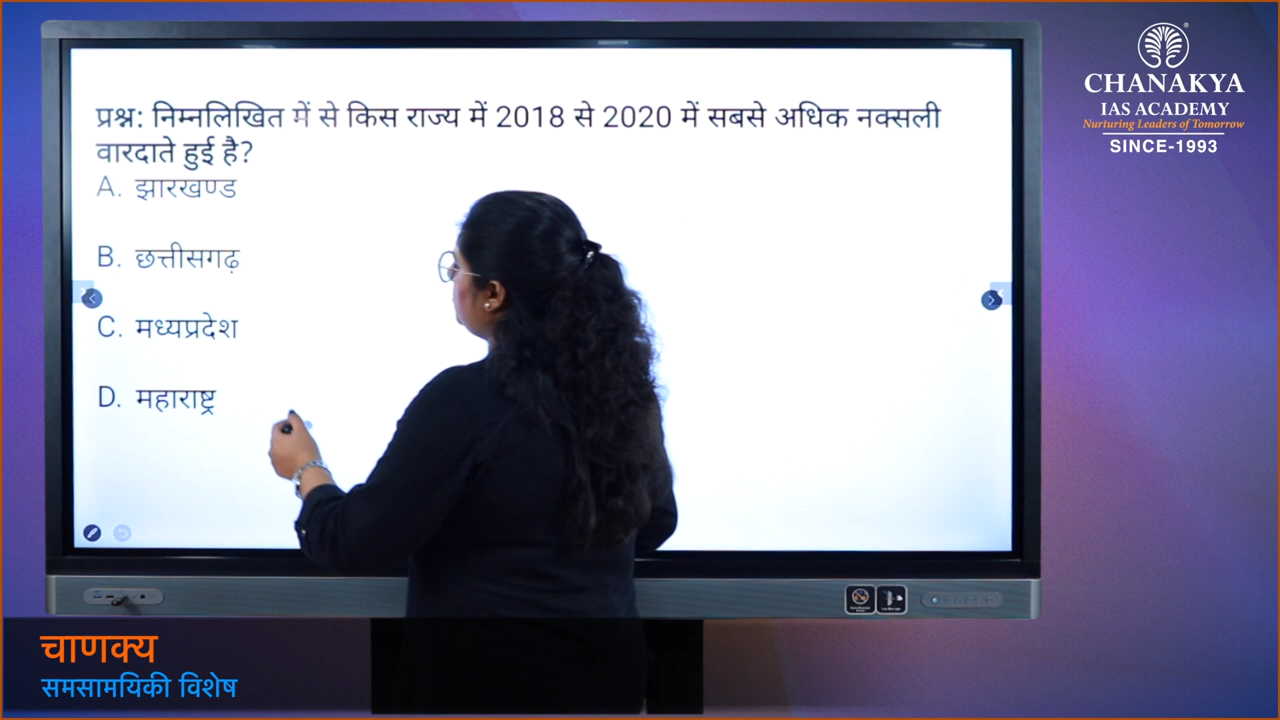 प्रश्न: निम्नलिखित में से किस राज्य में 2018 से 2020 में सबसे अधिक नक्सली
वारदाते हुई है?
A. झारखण्ड
B. छत्तीसगढ़
C. मध्यप्रदेश
D. महाराष्ट्र
CHANAKYA
IAS ACADEMY
Nurturing Leaders of Tomorrow
SINCE-1993
चाणक्य
समसामयिकी विशेष